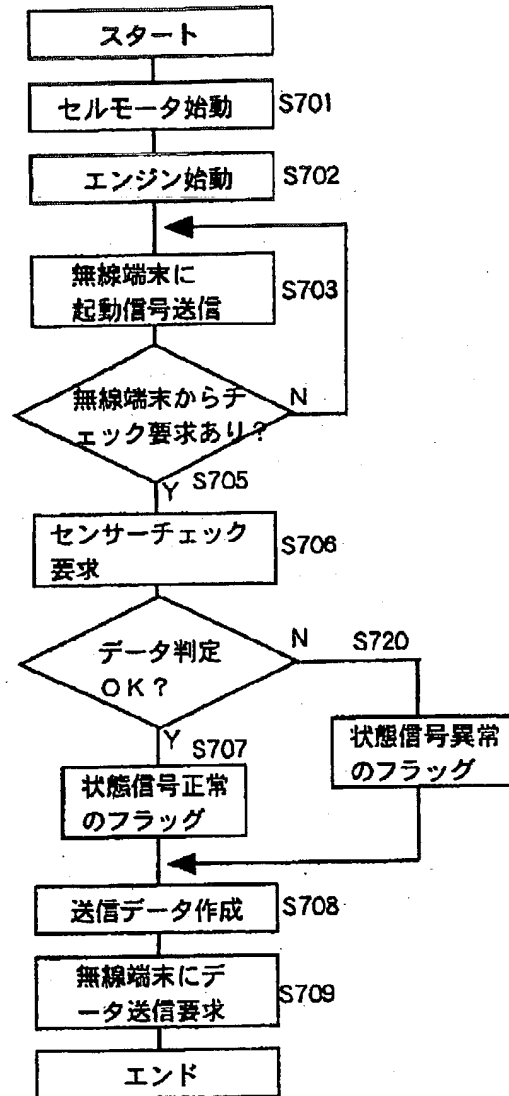 スタート
セルモータ始動 S701
エンジン始動 S702
無線端末に
起動信号送信
S703
無線端末からチ
ェック要求あり?
N
Y S705
センサーチェック
要求
S706
データ判定
OK?
N S720
Y S707
状態信号正常
のフラッグ
状態信号異常
のフラッグ
送信データ作成 S708
無線端末にデ
ータ送信要求
S709
エンド